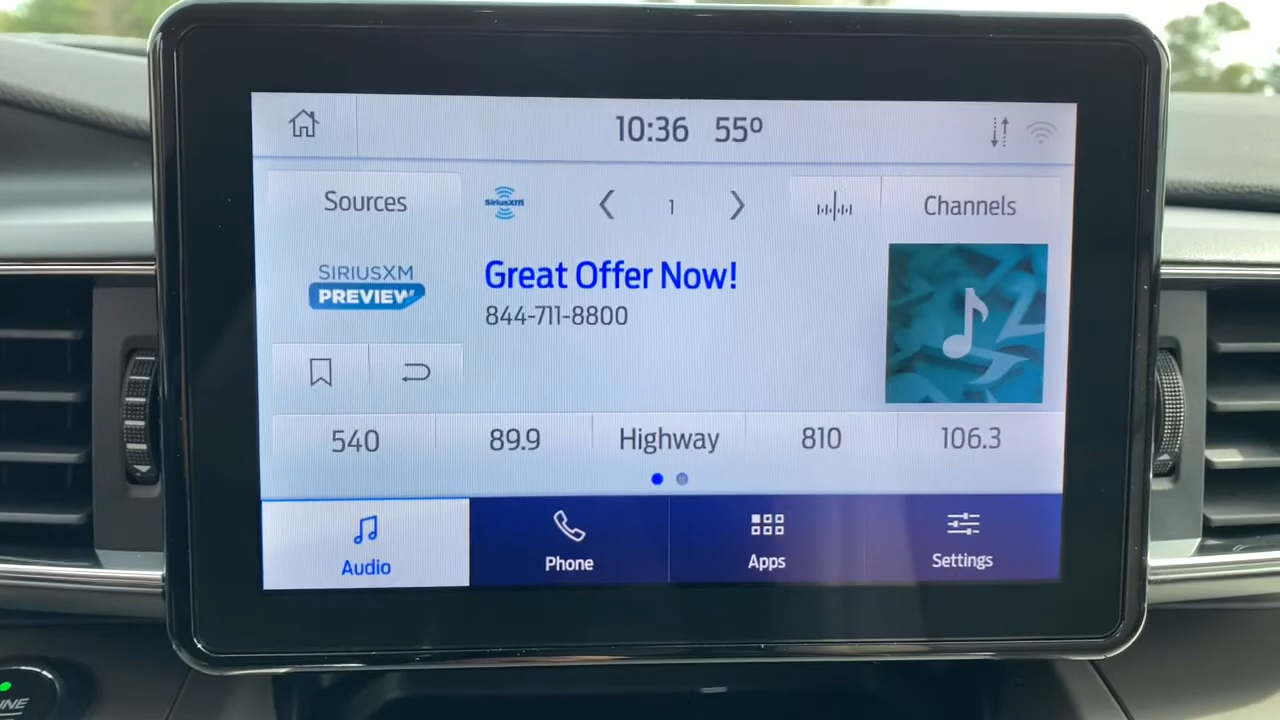 10:36 55º
Sources
SiriusXM
1
Channels
SIRIUSXM
PREVIEW
Great Offer Now!
844-711-8800
540
89.9
Highway
810
106.3
Audio
Phone
Apps
Settings